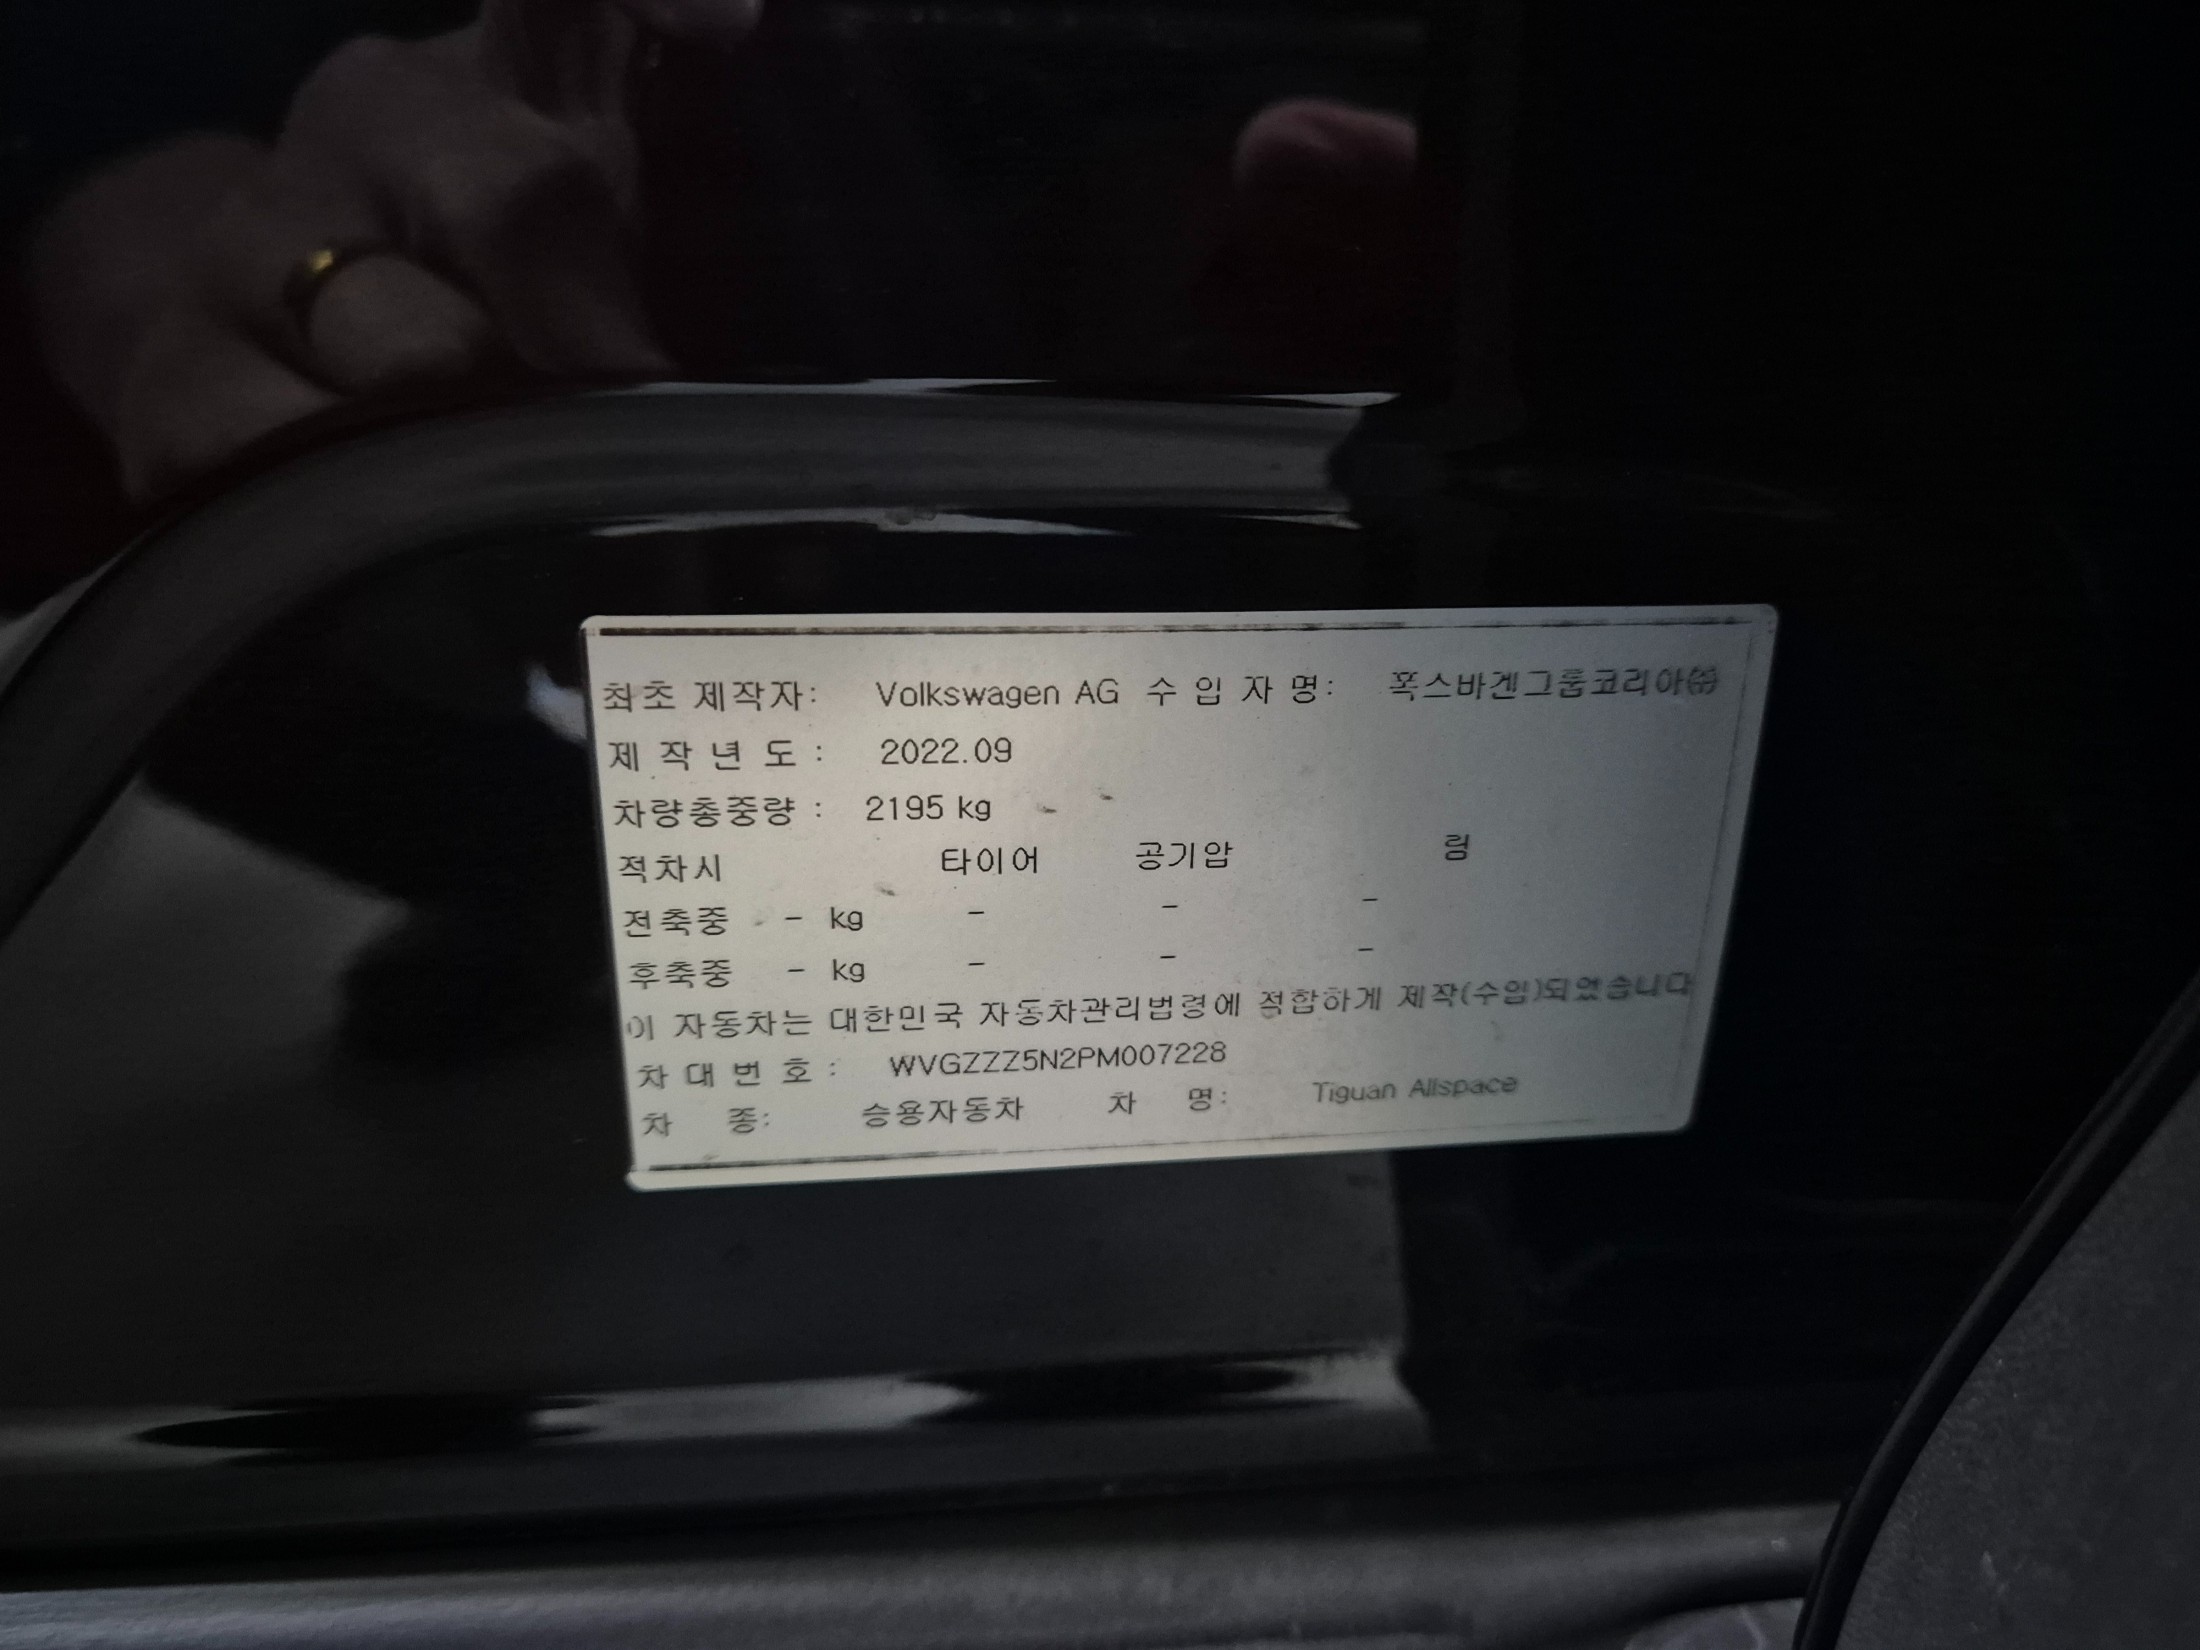 최초 제작자: Volkswagen AG 수 입 자 명: 폭스바겐그룹코리아㈜
제 작 년 도 : 2022.09
차량총중량 : 2195 kg
적차시 타이어 공기압 림
전축중 - kg - - -
후축중 - kg - - -
이 자동차는 대한민국 자동차관리법령에 적합하게 제작(수입)되었습니다
차 대 번 호 : WVGZZZ5N2PM007228
차 종: 승용자동차 차 명: Tiguan Allspace